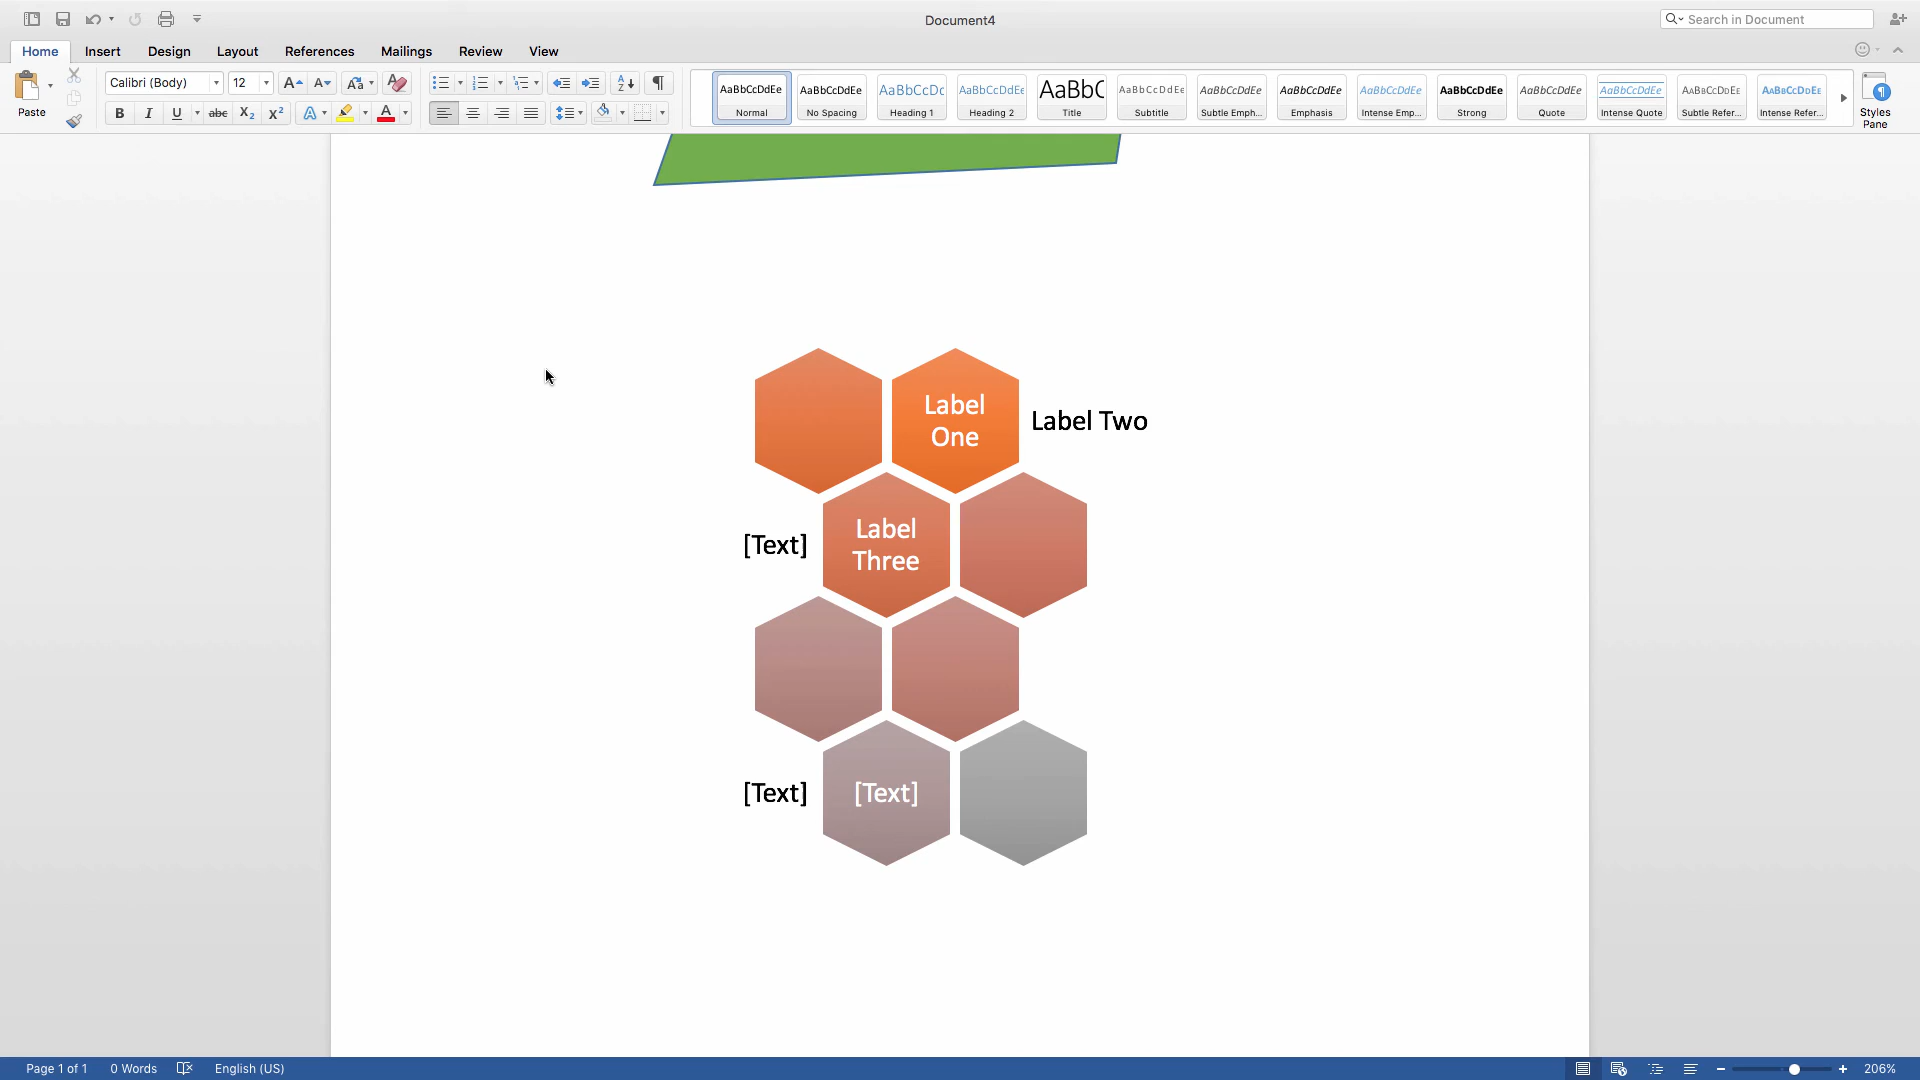 Document4
Search in Document
Home Insert Design Layout References Mailings Review View
Paste
Calibri (Body) 12
B I U abc X₂ X²
AaBbCcDdEe AaBbCcDdEe AaBbCcDc AaBbCcDdEe AaBbC AaBbCcDdEe AaBbCcDdEe AaBbCcDdEe AaBbCcDdEe AaBbCcDdEe AaBbCcDdEe AaBbCcDdEe AaBbCcDdEe AaBbCcDdEe
Normal No Spacing Heading 1 Heading 2 Title Subtitle Subtle Emph... Emphasis Intense Emp... Strong Quote Intense Quote Subtle Refer... Intense Refer...
Styles
Pane
Label
One
Label Two
[Text]
Label
Three
[Text]
[Text]
Page 1 of 1 0 Words English (US) 206%